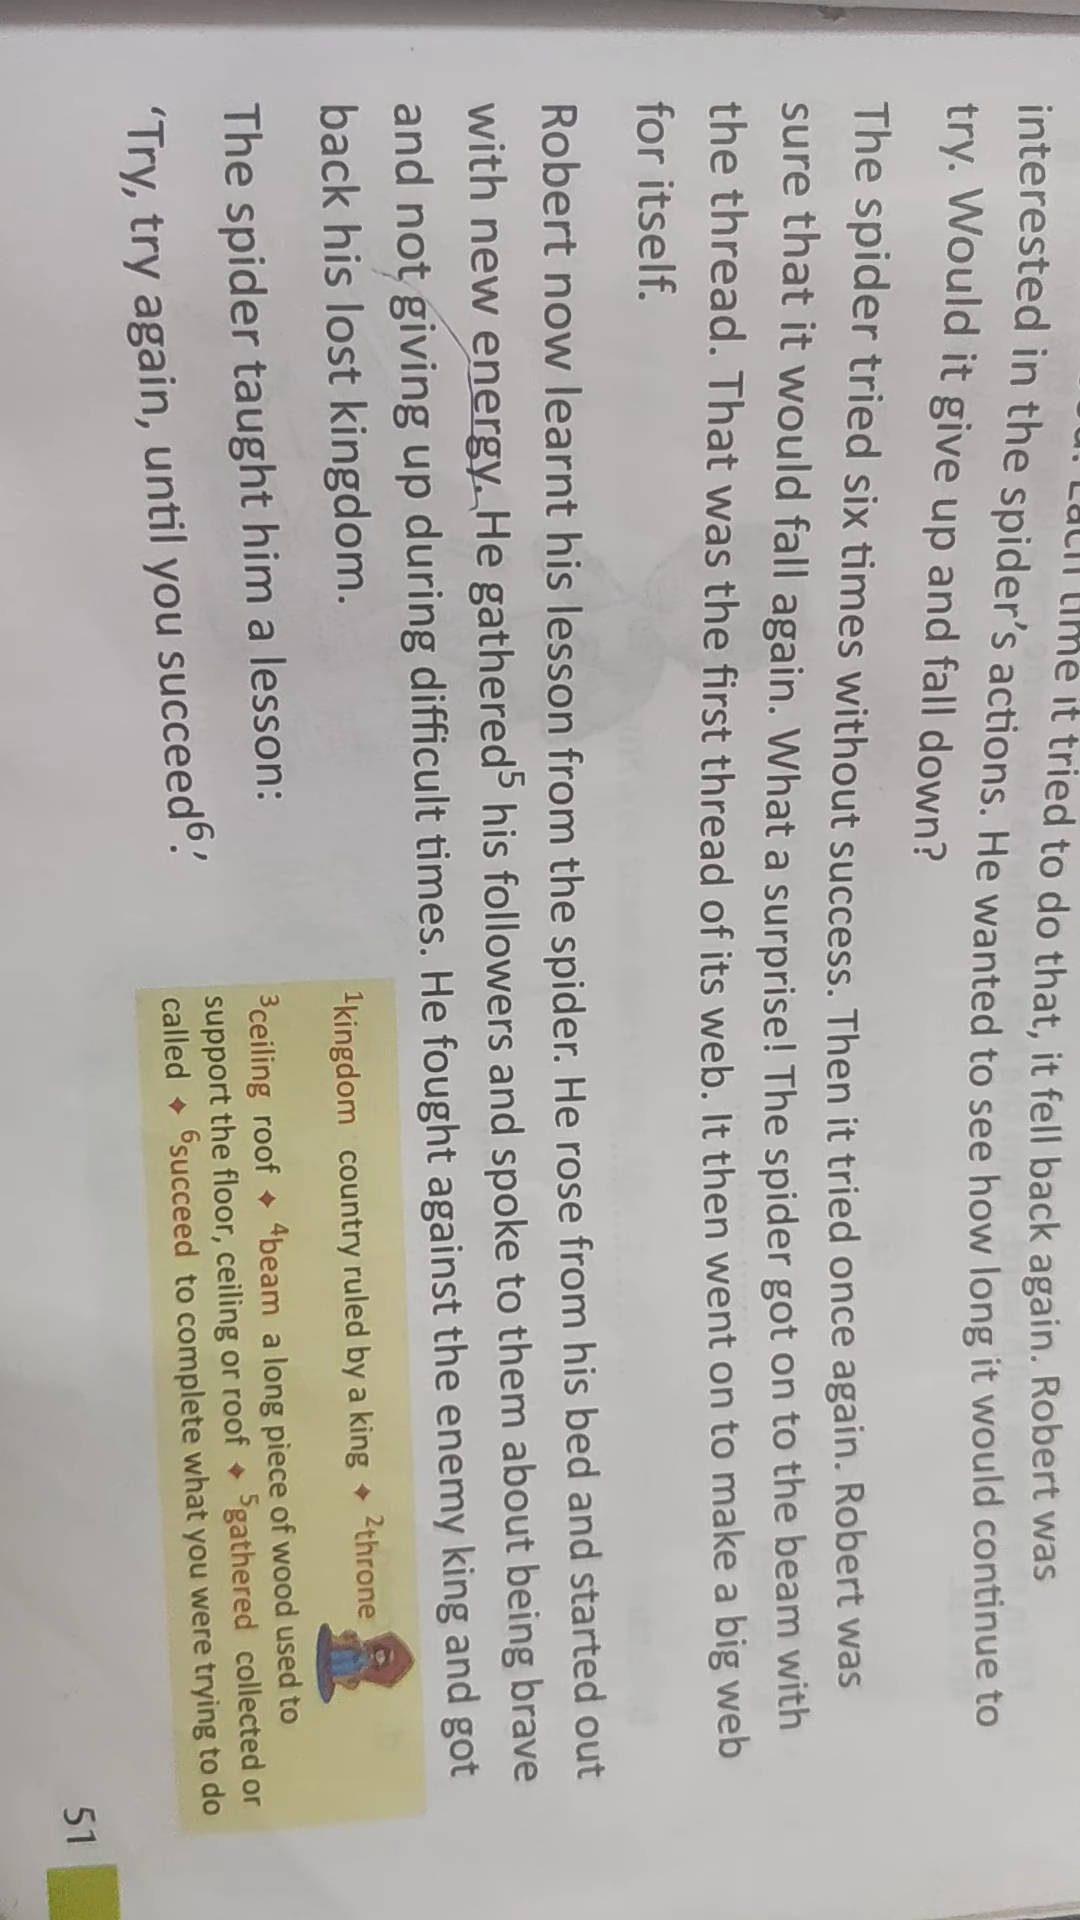 Each time it tried to do that, it fell back again. Robert was
interested in the spider's actions. He wanted to see how long it would continue to
try. Would it give up and fall down?
The spider tried six times without success. Then it tried once again. Robert was
sure that it would fall again. What a surprise! The spider got on to the beam with
the thread. That was the first thread of its web. It then went on to make a big web
for itself.
Robert now learnt his lesson from the spider. He rose from his bed and started out
with new energy. He gathered⁵ his followers and spoke to them about being brave
and not giving up during difficult times. He fought against the enemy king and got
back his lost kingdom.
The spider taught him a lesson:
‘Try, try again, until you succeed⁶.’
¹kingdom country ruled by a king ♦ ²throne
³ceiling roof ♦ ⁴beam a long piece of wood used to
support the floor, ceiling or roof ♦ ⁵gathered collected or
called ♦ ⁶succeed to complete what you were trying to do
51